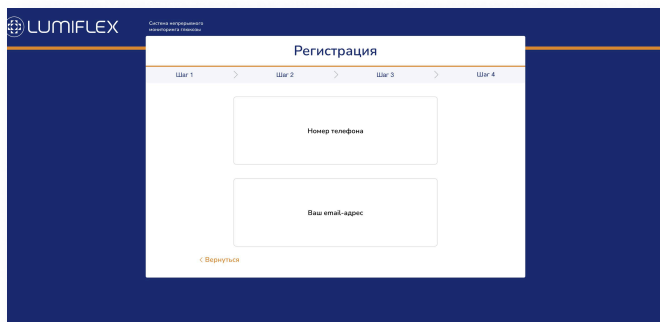 LUMIFLEX
Система непрерывного
мониторинга глюкозы
Регистрация
Шаг 1 > Шаг 2 > Шаг 3 > Шаг 4
Номер телефона
Ваш email-адрес
< Вернуться